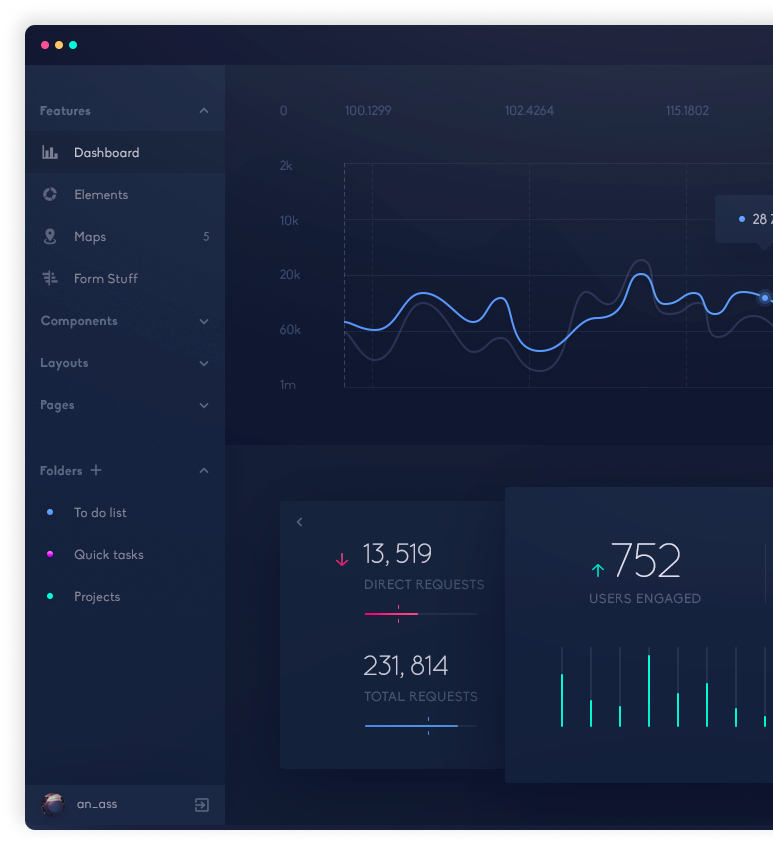 Features
Dashboard
Elements
Maps 5
Form Stuff
Components
Layouts
Pages
Folders +
To do list
Quick tasks
Projects
an_ass
0 100.1299 102.4264 115.1802
2k
10k
20k
60k
1m
28
13, 519
DIRECT REQUESTS
231, 814
TOTAL REQUESTS
752
USERS ENGAGED